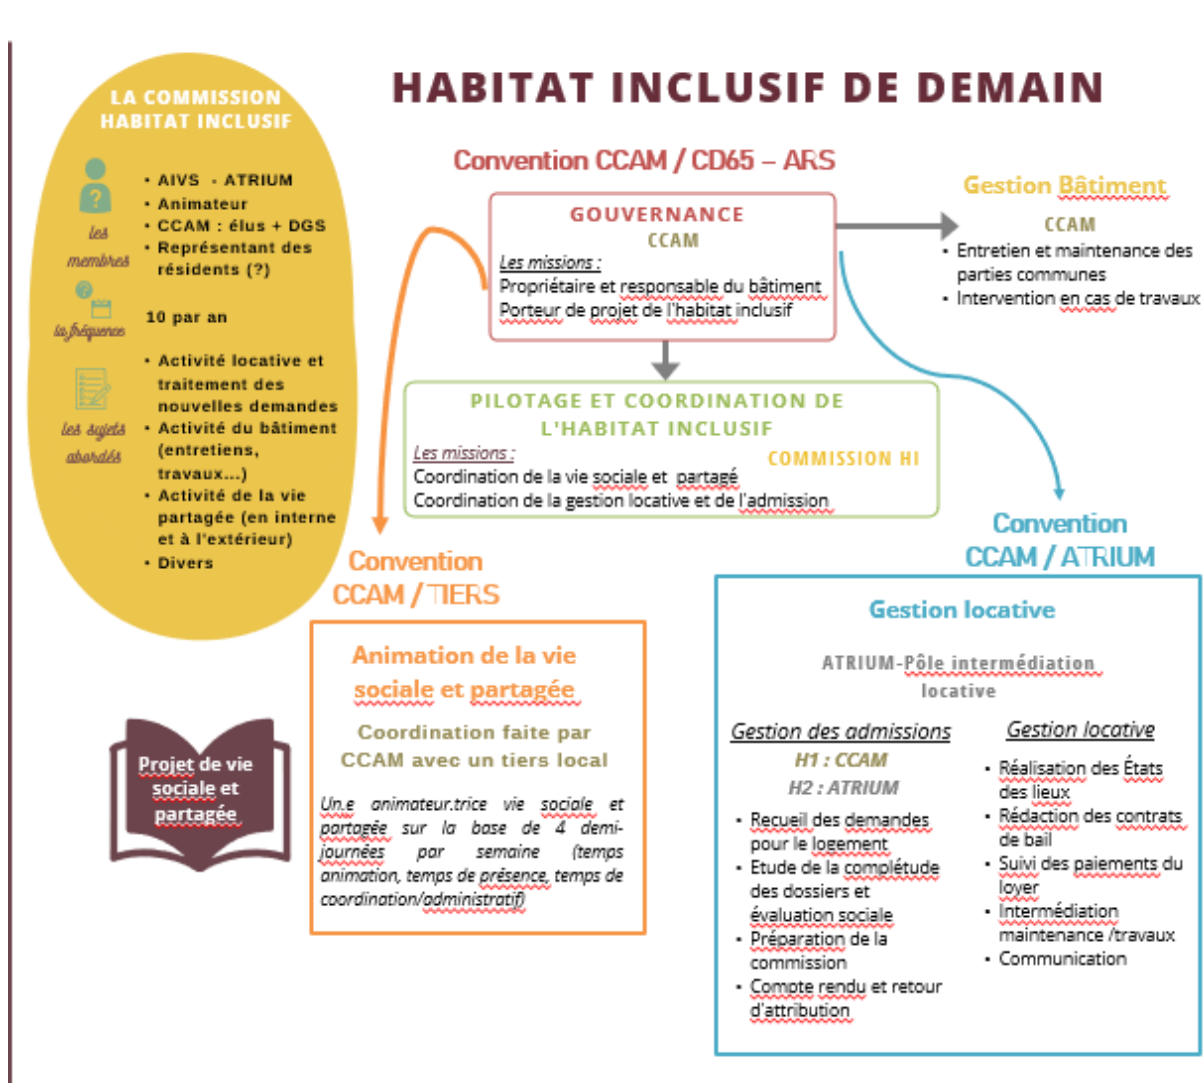 HABITAT INCLUSIF DE DEMAIN
LA COMMISSION
HABITAT INCLUSIF
les
membres
• AIVS - ATRIUM
• Animateur
• CCAM : élus + DGS
• Représentant des
résidents (?)
la fréquence
10 par an
les sujets
abordés
• Activité locative et
traitement des
nouvelles demandes
• Activité du bâtiment
(entretiens,
travaux...)
• Activité de la vie
partagée (en interne
et à l'extérieur)
• Divers
Convention CCAM / CD65 – ARS
GOUVERNANCE
CCAM
Les missions :
Propriétaire et responsable du bâtiment
Porteur de projet de l'habitat inclusif
Gestion Bâtiment
CCAM
• Entretien et maintenance des
parties communes
• Intervention en cas de travaux
PILOTAGE ET COORDINATION DE
L'HABITAT INCLUSIF
Les missions :
COMMISSION HI
Coordination de la vie sociale et partagé
Coordination de la gestion locative et de l'admission
Convention
CCAM / TIERS
Animation de la vie
sociale et partagée
Coordination faite par
CCAM avec un tiers local
Un.e animateur.trice vie sociale et
partagée sur la base de 4 demi-
journées par semaine (temps
animation, temps de présence, temps de
coordination/administratif)
Projet de vie
sociale et
partagée
Convention
CCAM / ATRIUM
Gestion locative
ATRIUM-Pôle intermédiation
locative
Gestion des admissions
H1 : CCAM
H2 : ATRIUM
• Recueil des demandes
pour le logement
• Etude de la complétude
des dossiers et
évaluation sociale
• Préparation de la
commission
• Compte rendu et retour
d'attribution
Gestion locative
• Réalisation des États
des lieux
• Rédaction des contrats
de bail
• Suivi des paiements du
loyer
• Intermédiation
maintenance /travaux
• Communication